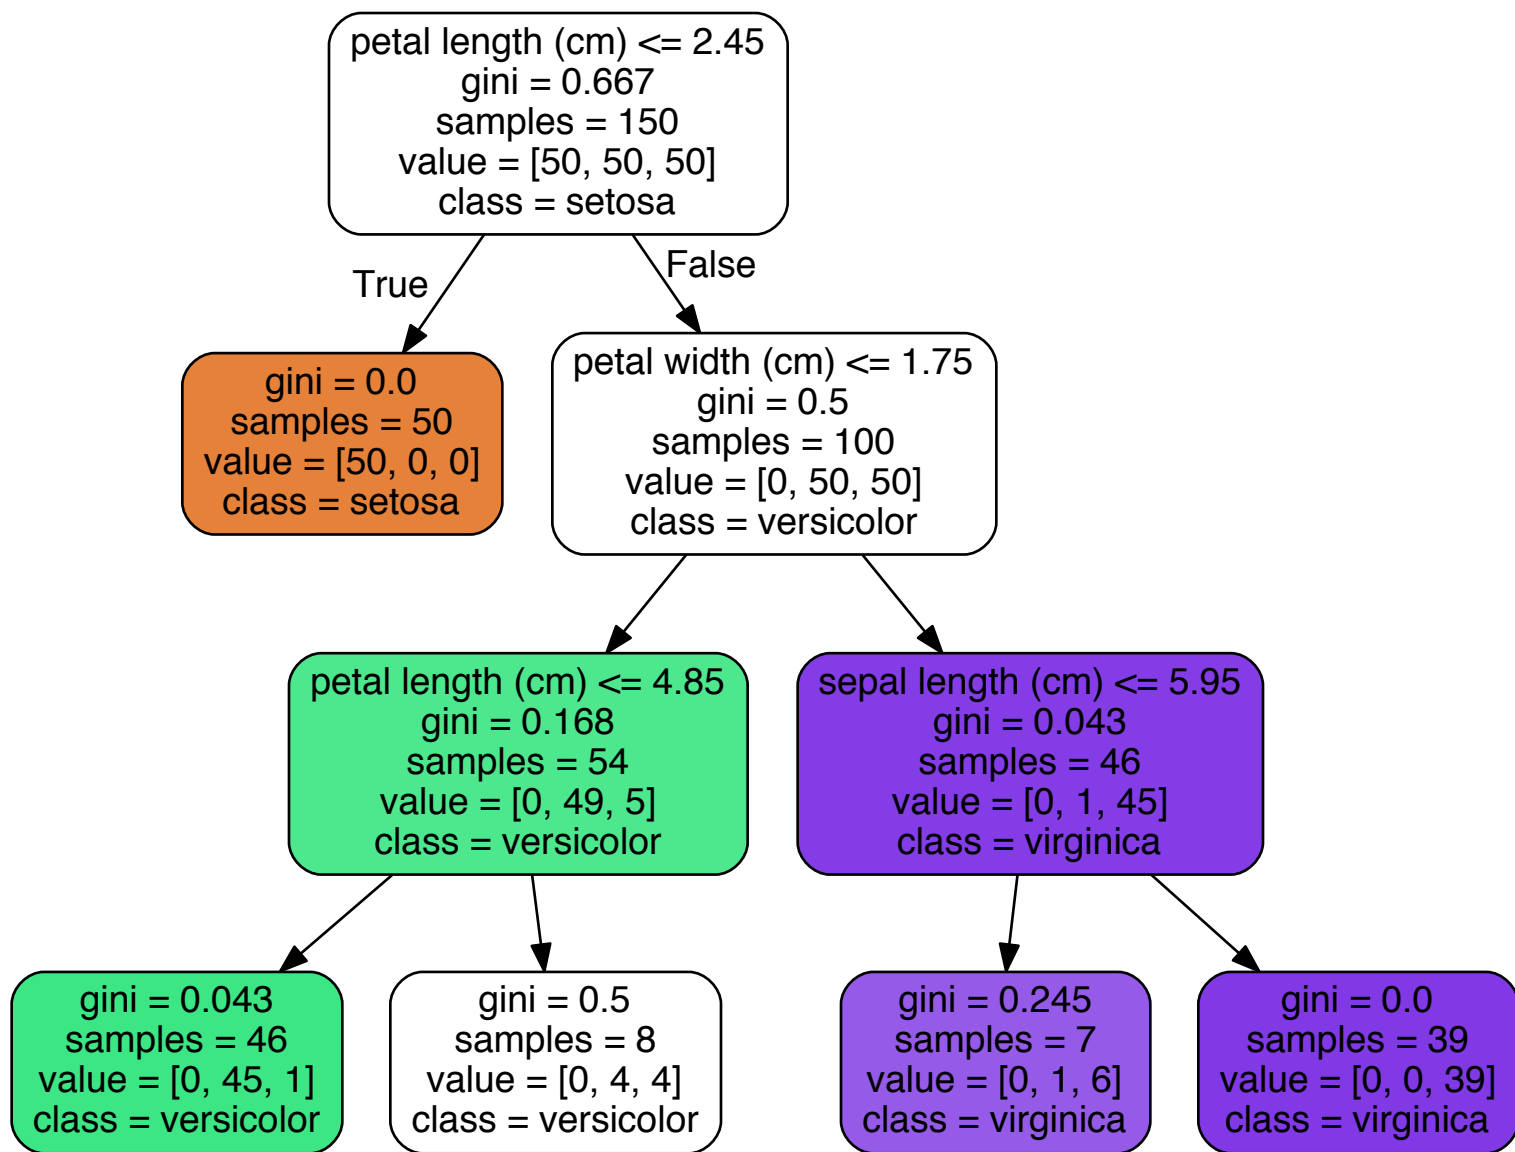 petal length (cm) <= 2.45
gini = 0.667
samples = 150
value = [50, 50, 50]
class = setosa
True
False
gini = 0.0
samples = 50
value = [50, 0, 0]
class = setosa
petal width (cm) <= 1.75
gini = 0.5
samples = 100
value = [0, 50, 50]
class = versicolor
petal length (cm) <= 4.85
gini = 0.168
samples = 54
value = [0, 49, 5]
class = versicolor
sepal length (cm) <= 5.95
gini = 0.043
samples = 46
value = [0, 1, 45]
class = virginica
gini = 0.043
samples = 46
value = [0, 45, 1]
class = versicolor
gini = 0.5
samples = 8
value = [0, 4, 4]
class = versicolor
gini = 0.245
samples = 7
value = [0, 1, 6]
class = virginica
gini = 0.0
samples = 39
value = [0, 0, 39]
class = virginica